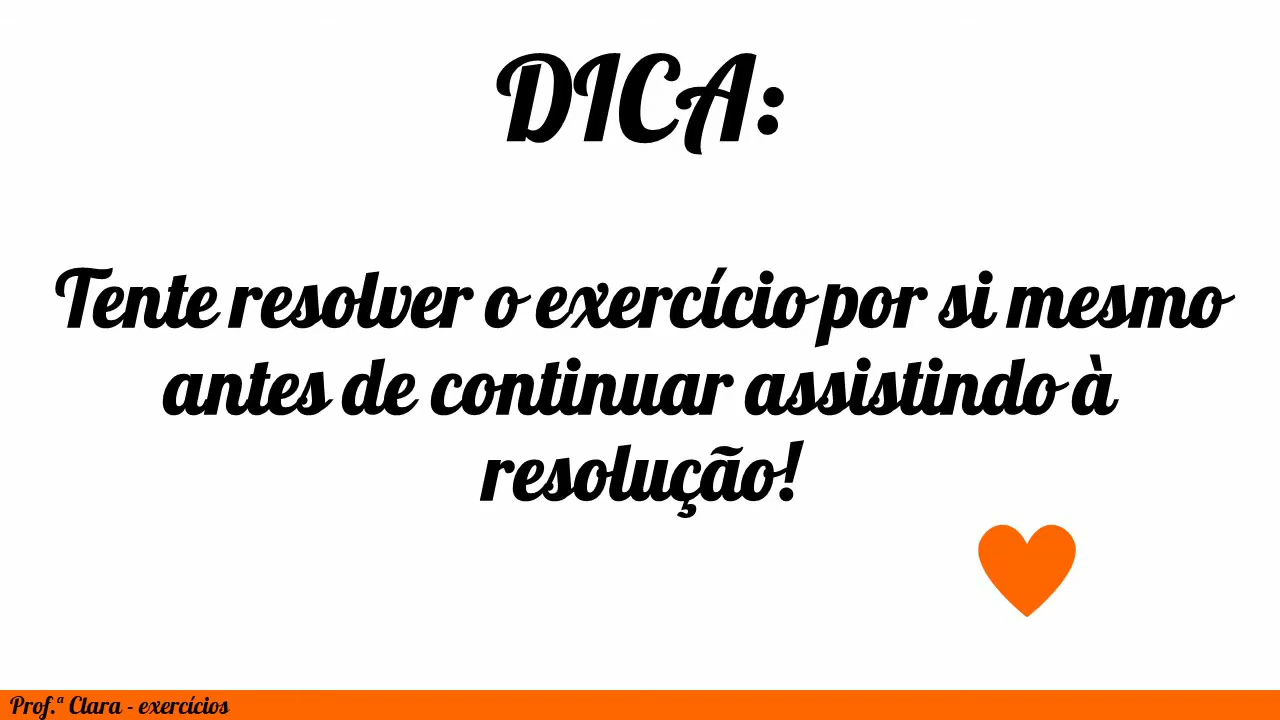 DICA:
Tente resolver o exercício por si mesmo
antes de continuar assistindo à
resolução!
Prof.ª Clara - exercícios